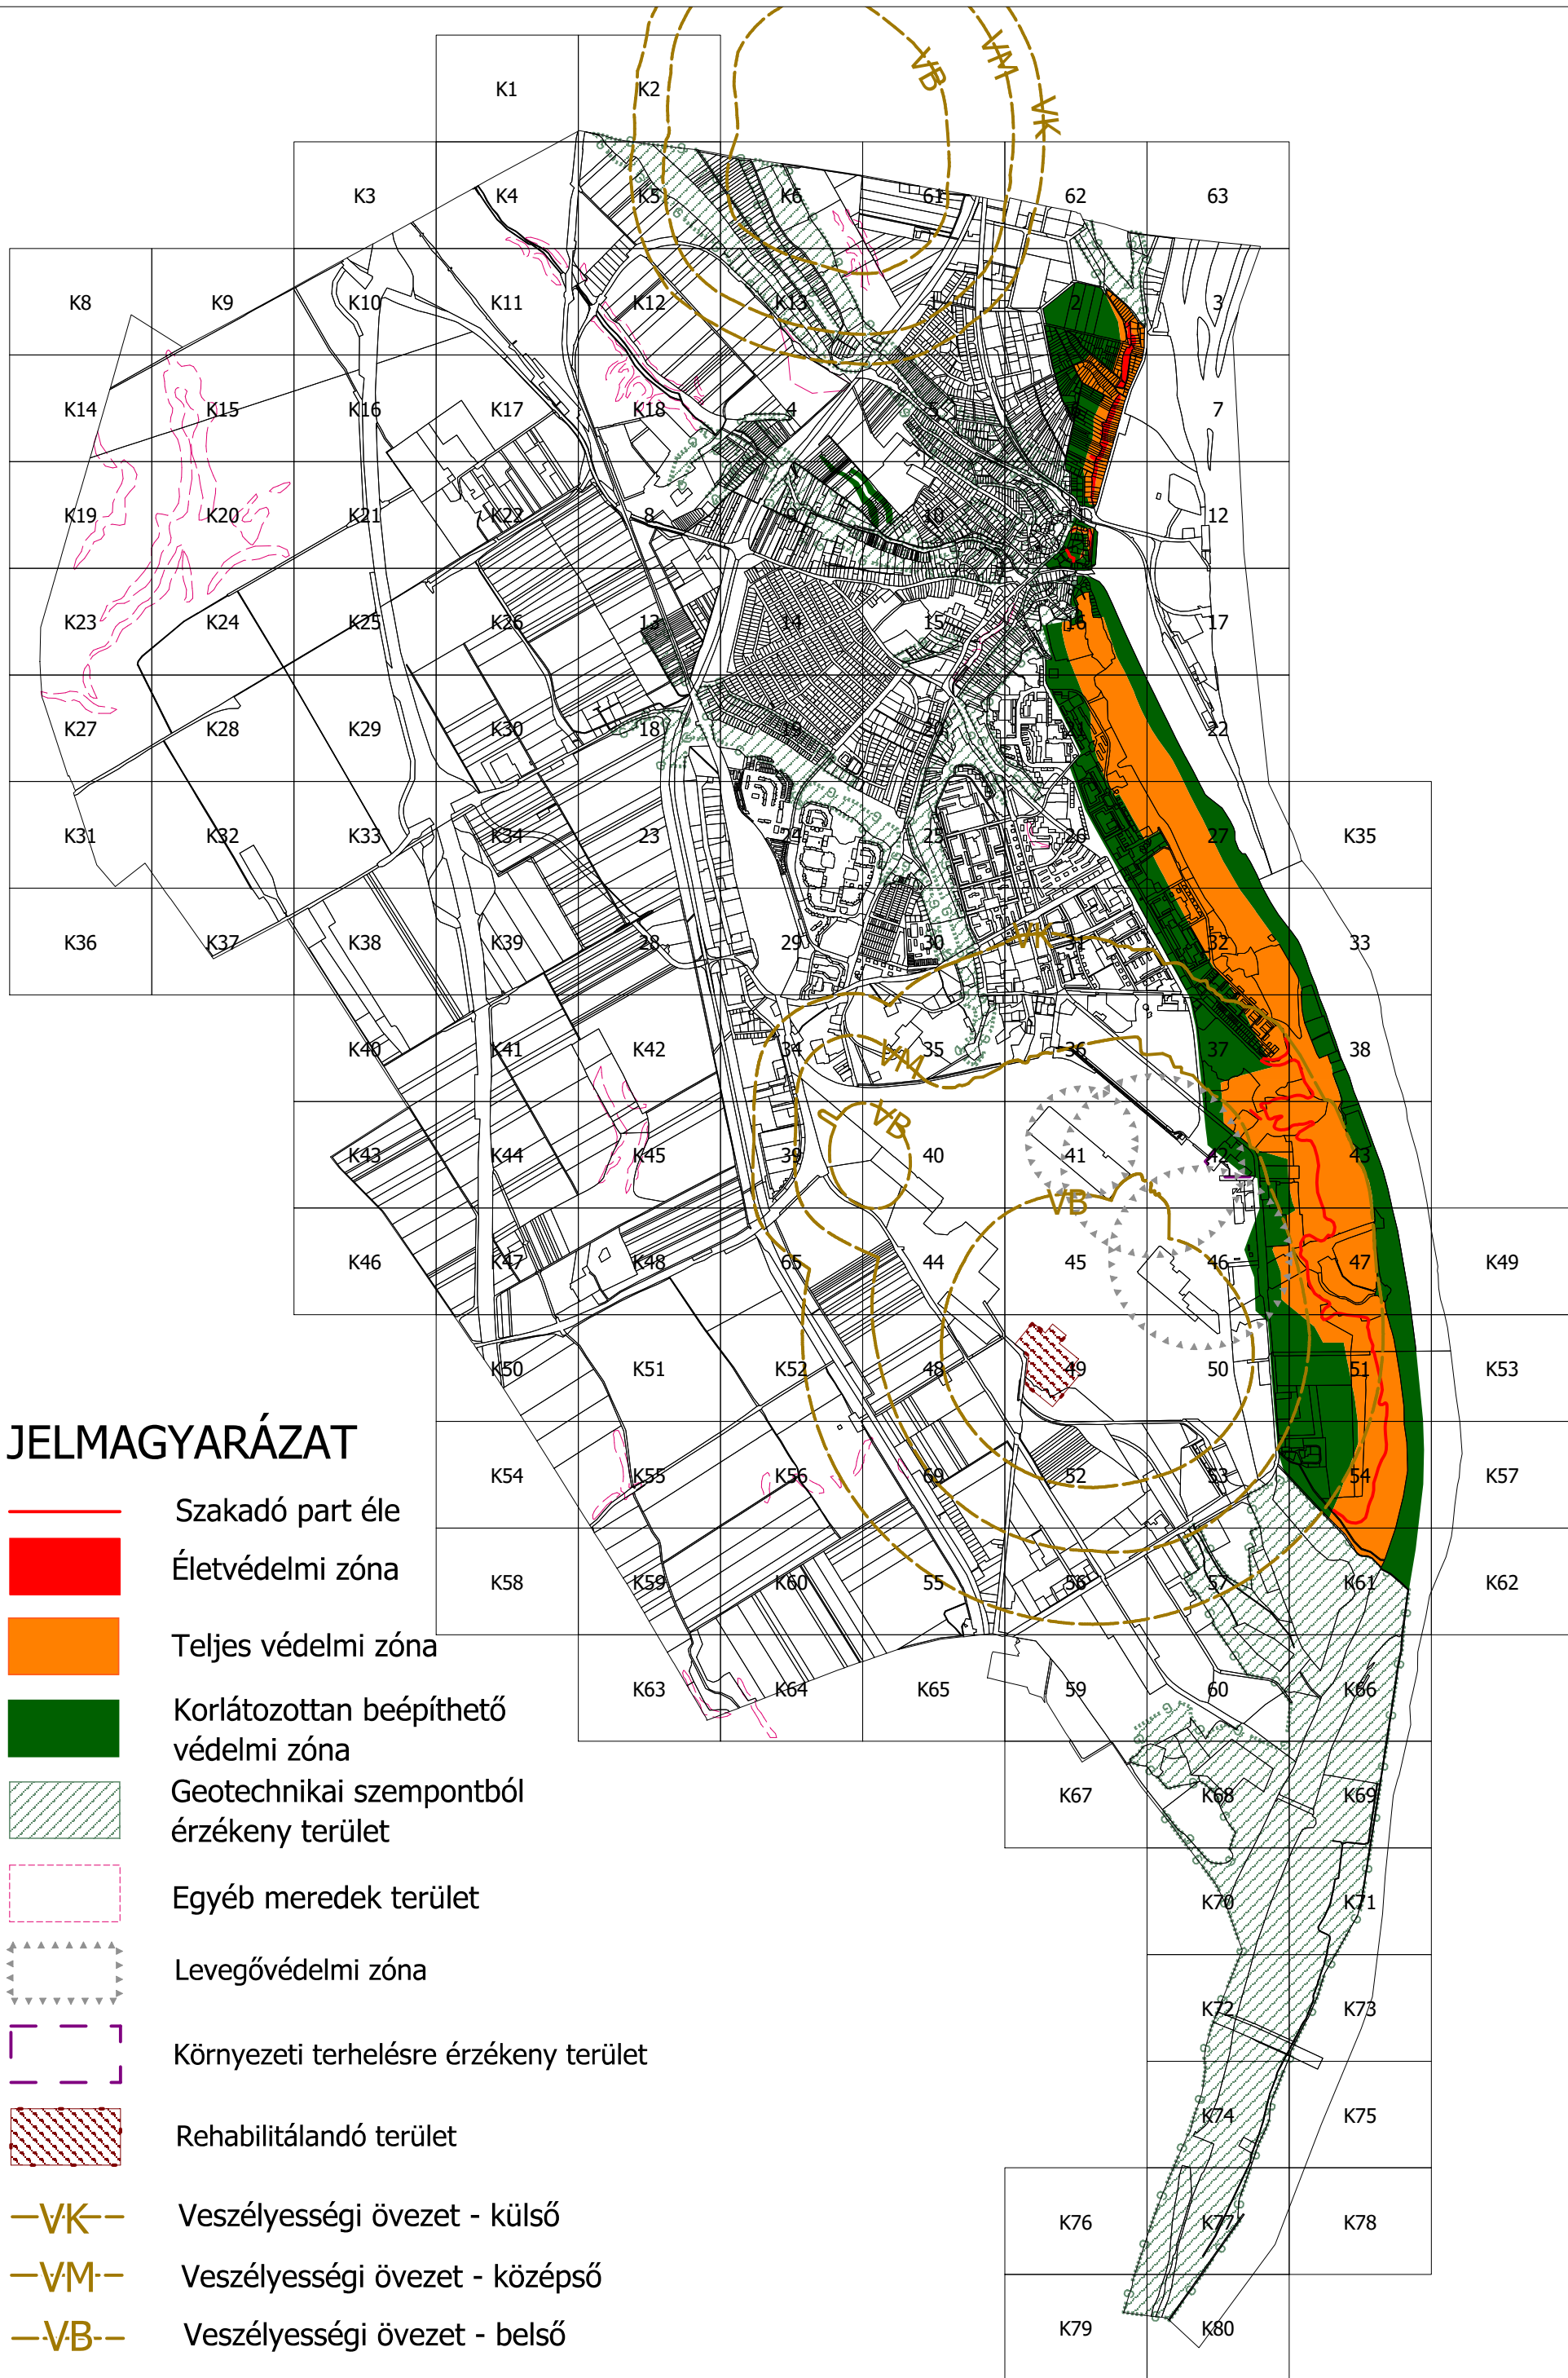 VB VM VK
K1 K2
K3 K4 K5 K6 61 62 63
K8 K9 K10 K11 K12 K13 1 2 3
K14 K15 K16 K17 K18 4 5 6 7
K19 K20 K21 K22 8 9 10 11 12
K23 K24 K25 K26 13 14 15 16 17
K27 K28 K29 K30 18 19 20 21 22
K31 K32 K33 K34 23 24 25 26 27 K35
K36 K37 K38 K39 28 29 30 VK 31 32 33
K40 K41 K42 34 VM 35 36 37 38
K43 K44 K45 39 VB 40 41 42 43
VB
K46 K47 K48 65 44 45 46 47 K49
K50 K51 K52 48 49 50 51 K53
K54 K55 K56 69 52 53 54 K57
K58 K59 K60 55 56 57 K61 K62
K63 K64 K65 59 60 K66
K67 K68 K69
K70 K71
K72 K73
K74 K75
K76 K77 K78
K79 K80
JELMAGYARÁZAT
Szakadó part éle
Életvédelmi zóna
Teljes védelmi zóna
Korlátozottan beépíthető
védelmi zóna
Geotechnikai szempontból
érzékeny terület
Egyéb meredek terület
Levegővédelmi zóna
Környezeti terhelésre érzékeny terület
Rehabilitálandó terület
VK Veszélyességi övezet - külső
VM Veszélyességi övezet - középső
VB Veszélyességi övezet - belső